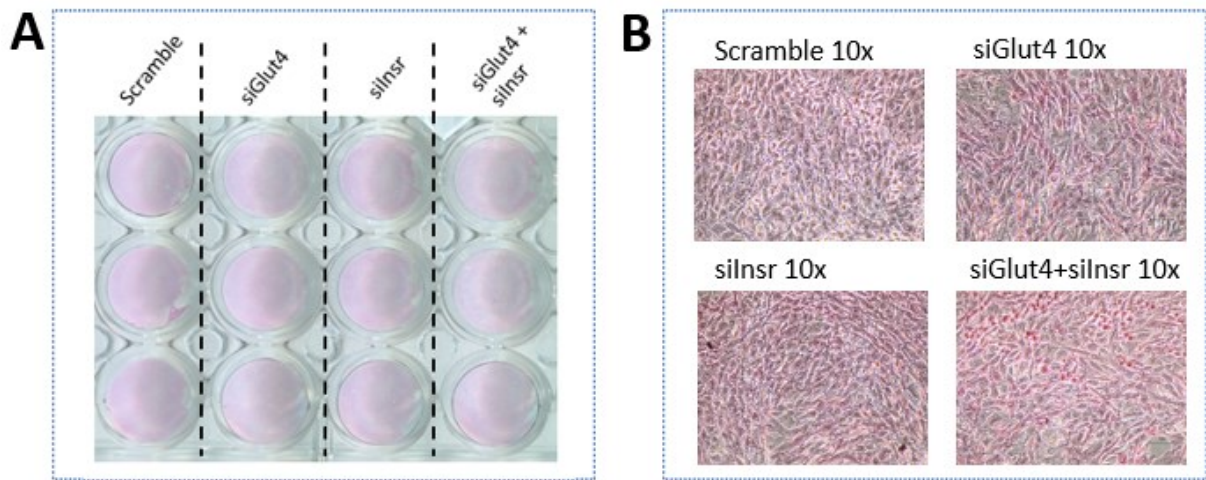 A
Scramble
siGlut4
siInsr
siGlut4 +
siInsr
B
Scramble 10x
siGlut4 10x
siInsr 10x
siGlut4+siInsr 10x